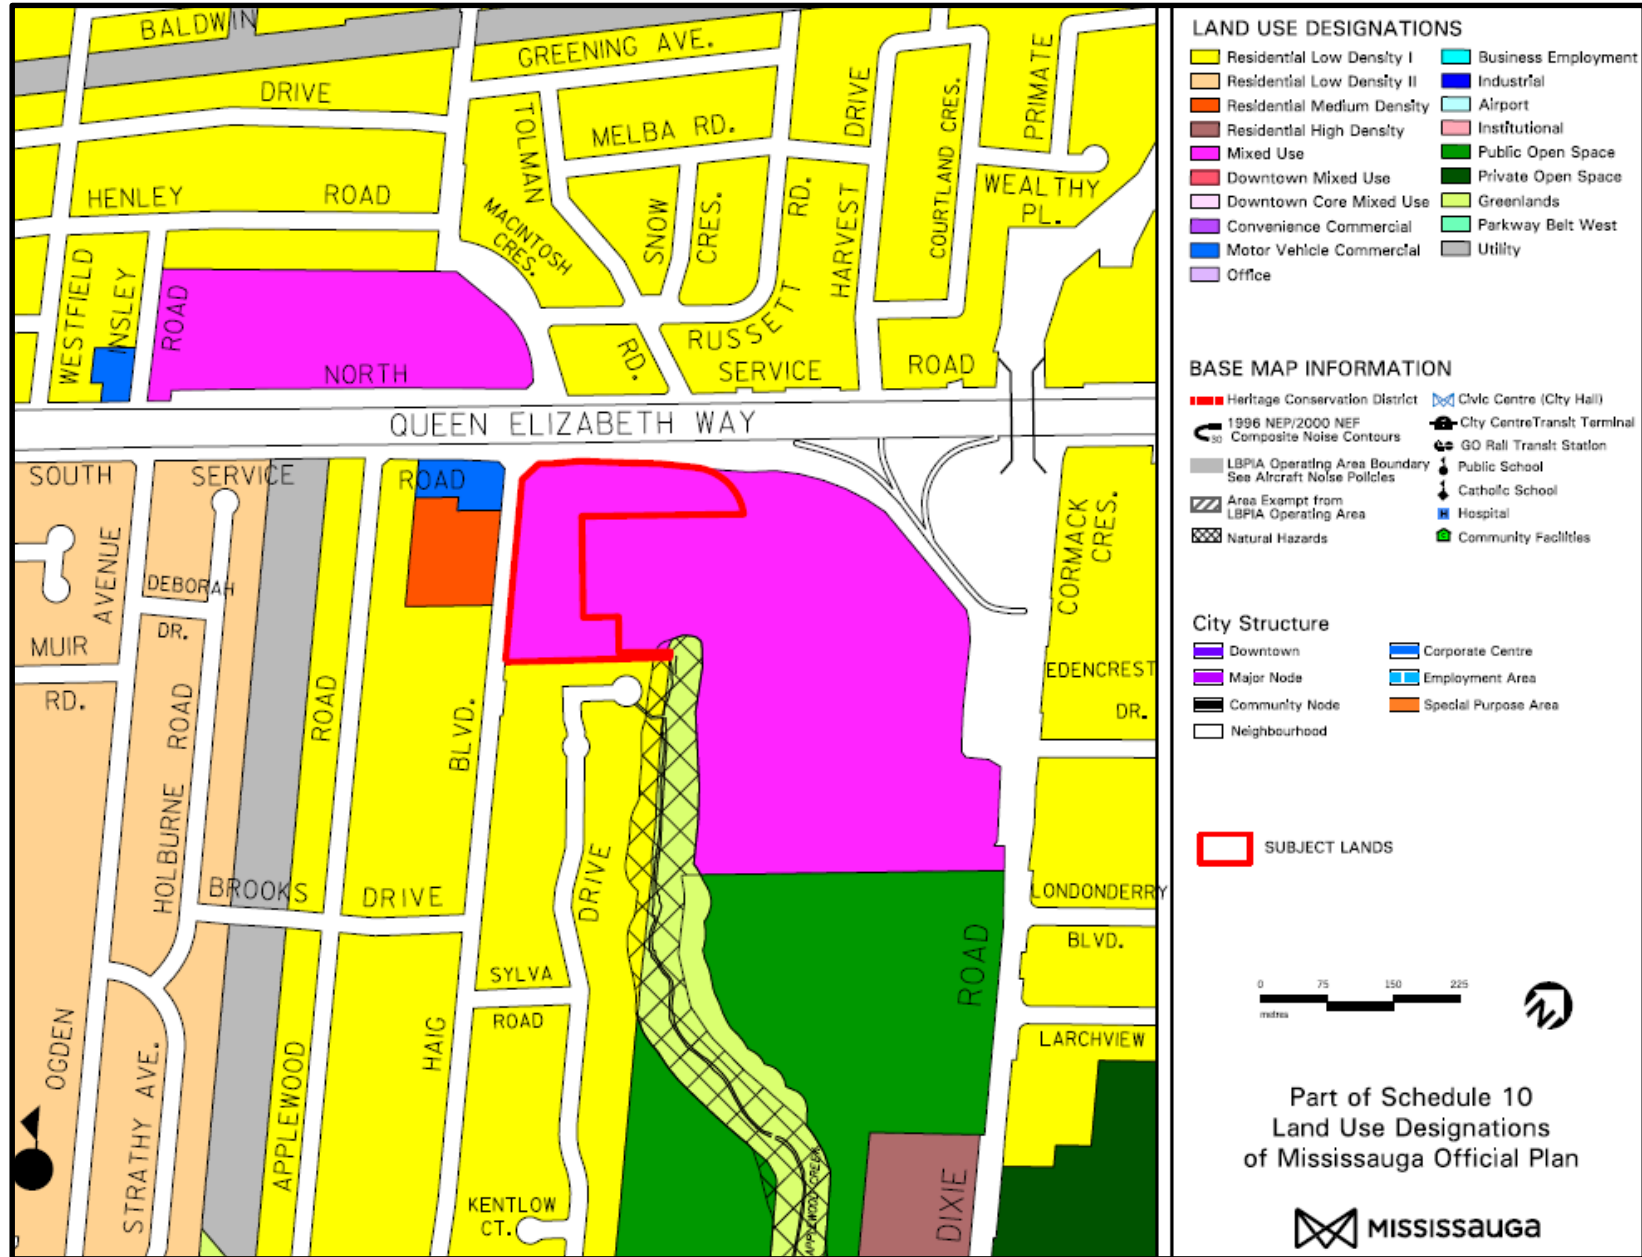 BALDWIN
GREENING AVE.
DRIVE
TOLMAN
MELBA RD.
DRIVE
COURTLAND CRES.
PRIMATE
HENLEY ROAD
MACINTOSH
CRES.
SNOW
CRES.
RD.
HARVEST
WEALTHY
PL.
WESTFIELD
INSLEY
ROAD
RUSSETT
RD.
NORTH
SERVICE
ROAD
QUEEN ELIZABETH WAY
SOUTH
SERVICE
ROAD
AVENUE
DEBORAH
DR.
MUIR
RD.
HOLBURNE ROAD
ROAD
BLVD.
CORMACK
CRES.
EDENCREST
DR.
BROOKS
DRIVE
DRIVE
LONDONDERRY
BLVD.
SYLVA
ROAD
ROAD
LARCHVIEW
OGDEN
STRATHY AVE.
APPLEWOOD
HAIG
KENTLOW
CT.
APPLEWOOD CREEK
DIXIE
LAND USE DESIGNATIONS
Residential Low Density I
Residential Low Density II
Residential Medium Density
Residential High Density
Mixed Use
Downtown Mixed Use
Downtown Core Mixed Use
Convenience Commercial
Motor Vehicle Commercial
Office
Business Employment
Industrial
Airport
Institutional
Public Open Space
Private Open Space
Greenlands
Parkway Belt West
Utility
BASE MAP INFORMATION
Heritage Conservation District
30
1996 NEP/2000 NEF
Composite Noise Contours
LBPIA Operating Area Boundary
See Aircraft Noise Policies
Area Exempt from
LBPIA Operating Area
Natural Hazards
Civic Centre (City Hall)
City CentreTransit Terminal
GO Rail Transit Station
Public School
Catholic School
H Hospital
Community Facilities
City Structure
Downtown
Major Node
Community Node
Neighbourhood
Corporate Centre
Employment Area
Special Purpose Area
SUBJECT LANDS
0 75 150 225
metres
N
Part of Schedule 10
Land Use Designations
of Mississauga Official Plan
MISSISSAUGA